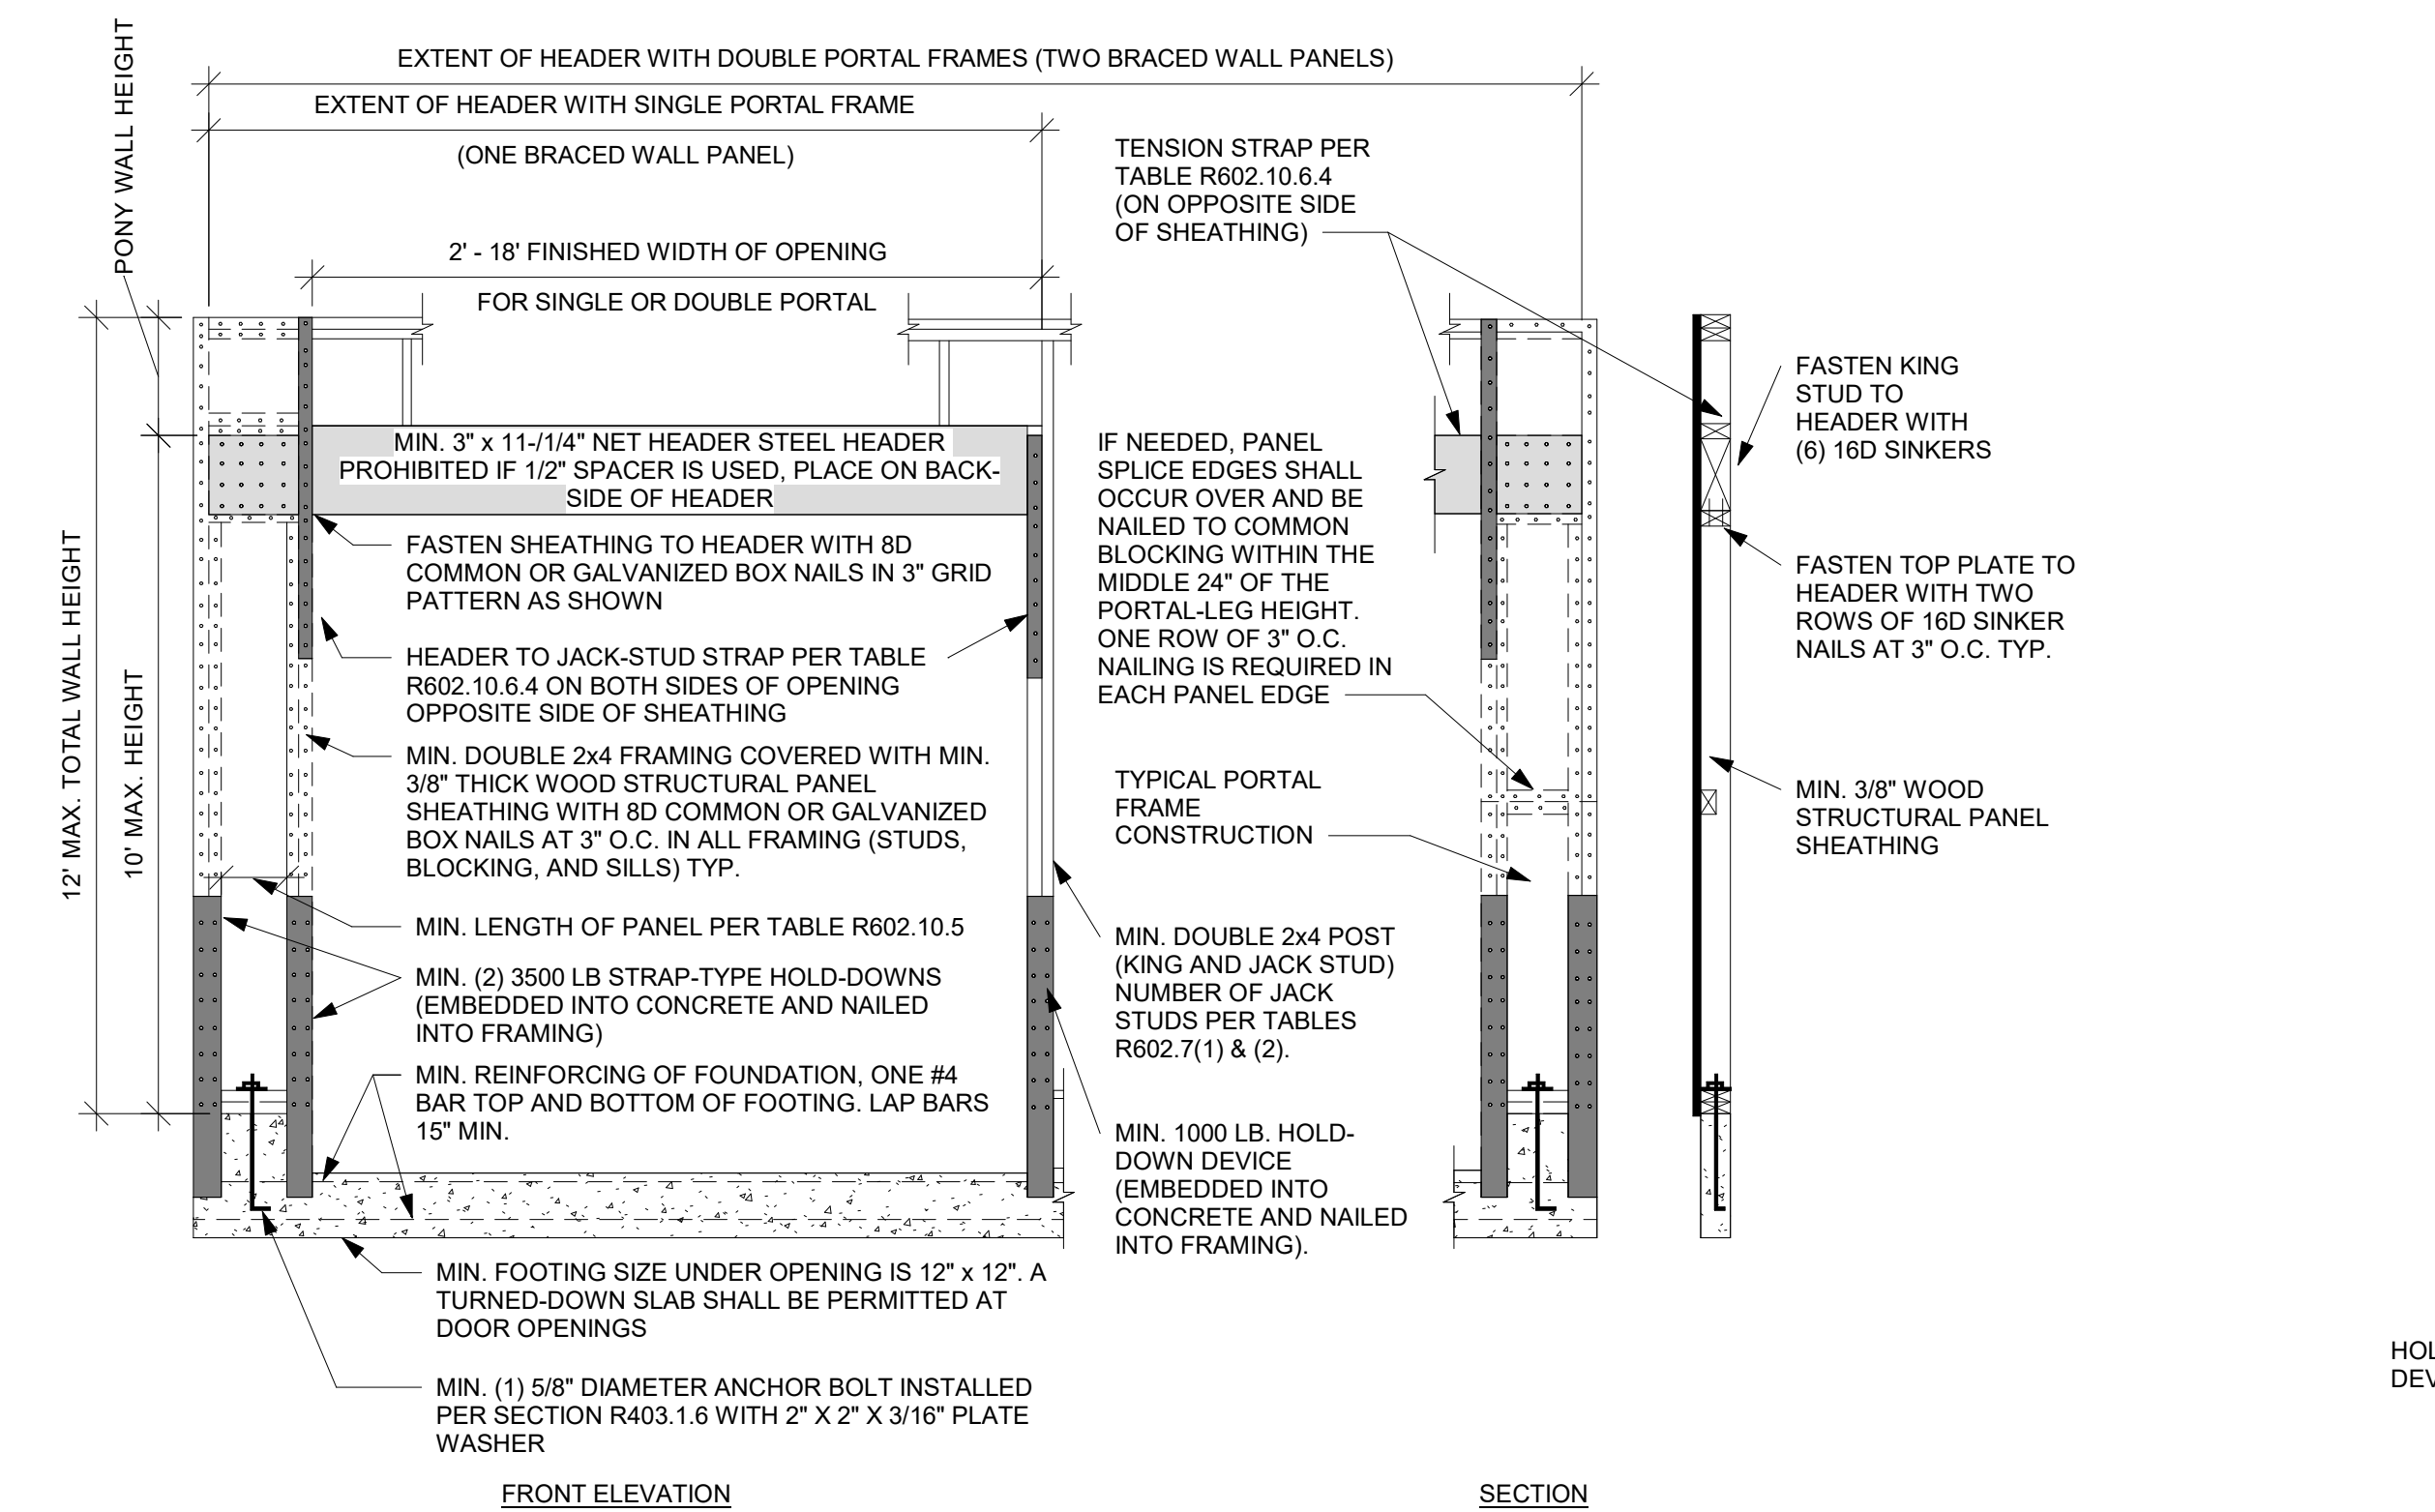 EXTENT OF HEADER WITH DOUBLE PORTAL FRAMES (TWO BRACED WALL PANELS)
EXTENT OF HEADER WITH SINGLE PORTAL FRAME
(ONE BRACED WALL PANEL)
2' - 18' FINISHED WIDTH OF OPENING
FOR SINGLE OR DOUBLE PORTAL
PONY WALL HEIGHT
12' MAX. TOTAL WALL HEIGHT
10' MAX. HEIGHT
MIN. 3" x 11-/1/4" NET HEADER STEEL HEADER
PROHIBITED IF 1/2" SPACER IS USED, PLACE ON BACK-
SIDE OF HEADER
FASTEN SHEATHING TO HEADER WITH 8D
COMMON OR GALVANIZED BOX NAILS IN 3" GRID
PATTERN AS SHOWN
HEADER TO JACK-STUD STRAP PER TABLE
R602.10.6.4 ON BOTH SIDES OF OPENING
OPPOSITE SIDE OF SHEATHING
MIN. DOUBLE 2x4 FRAMING COVERED WITH MIN.
3/8" THICK WOOD STRUCTURAL PANEL
SHEATHING WITH 8D COMMON OR GALVANIZED
BOX NAILS AT 3" O.C. IN ALL FRAMING (STUDS,
BLOCKING, AND SILLS) TYP.
MIN. LENGTH OF PANEL PER TABLE R602.10.5
MIN. (2) 3500 LB STRAP-TYPE HOLD-DOWNS
(EMBEDDED INTO CONCRETE AND NAILED
INTO FRAMING)
MIN. REINFORCING OF FOUNDATION, ONE #4
BAR TOP AND BOTTOM OF FOOTING. LAP BARS
15" MIN.
MIN. FOOTING SIZE UNDER OPENING IS 12" x 12". A
TURNED-DOWN SLAB SHALL BE PERMITTED AT
DOOR OPENINGS
MIN. (1) 5/8" DIAMETER ANCHOR BOLT INSTALLED
PER SECTION R403.1.6 WITH 2" X 2" X 3/16" PLATE
WASHER
FRONT ELEVATION
TENSION STRAP PER
TABLE R602.10.6.4
(ON OPPOSITE SIDE
OF SHEATHING)
IF NEEDED, PANEL
SPLICE EDGES SHALL
OCCUR OVER AND BE
NAILED TO COMMON
BLOCKING WITHIN THE
MIDDLE 24" OF THE
PORTAL-LEG HEIGHT.
ONE ROW OF 3" O.C.
NAILING IS REQUIRED IN
EACH PANEL EDGE
TYPICAL PORTAL
FRAME
CONSTRUCTION
MIN. DOUBLE 2x4 POST
(KING AND JACK STUD)
NUMBER OF JACK
STUDS PER TABLES
R602.7(1) & (2).
MIN. 1000 LB. HOLD-
DOWN DEVICE
(EMBEDDED INTO
CONCRETE AND NAILED
INTO FRAMING).
FASTEN KING
STUD TO
HEADER WITH
(6) 16D SINKERS
FASTEN TOP PLATE TO
HEADER WITH TWO
ROWS OF 16D SINKER
NAILS AT 3" O.C. TYP.
MIN. 3/8" WOOD
STRUCTURAL PANEL
SHEATHING
SECTION